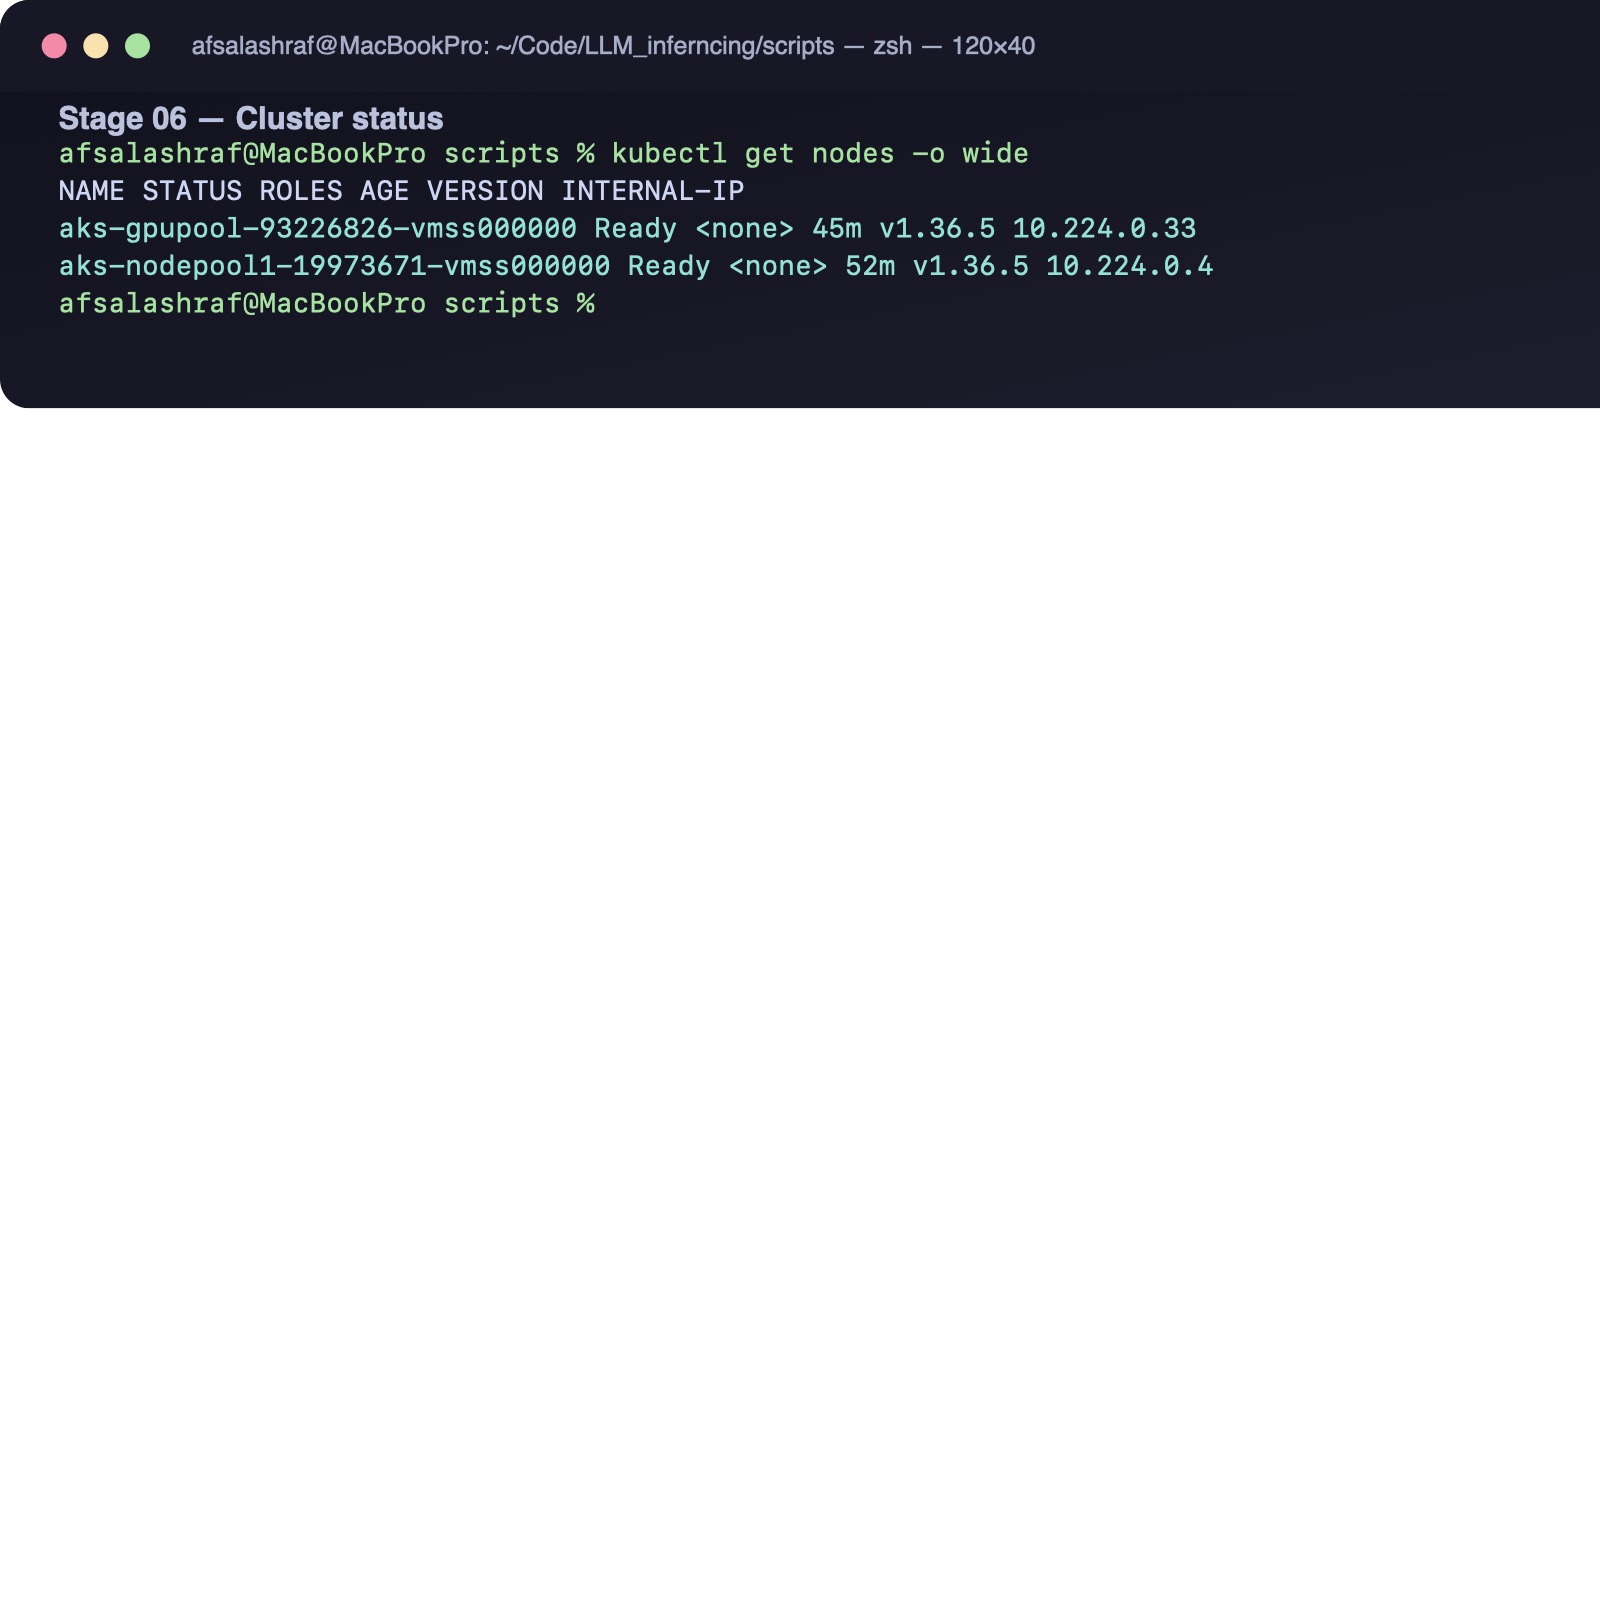 afsalashraf@MacBookPro: ~/Code/LLM_inferncing/scripts — zsh — 120×40
Stage 06 — Cluster status
afsalashraf@MacBookPro scripts % kubectl get nodes -o wide
NAME STATUS ROLES AGE VERSION INTERNAL-IP
aks-gpupool-93226826-vmss000000 Ready <none> 45m v1.36.5 10.224.0.33
aks-nodepool1-19973671-vmss000000 Ready <none> 52m v1.36.5 10.224.0.4
afsalashraf@MacBookPro scripts %